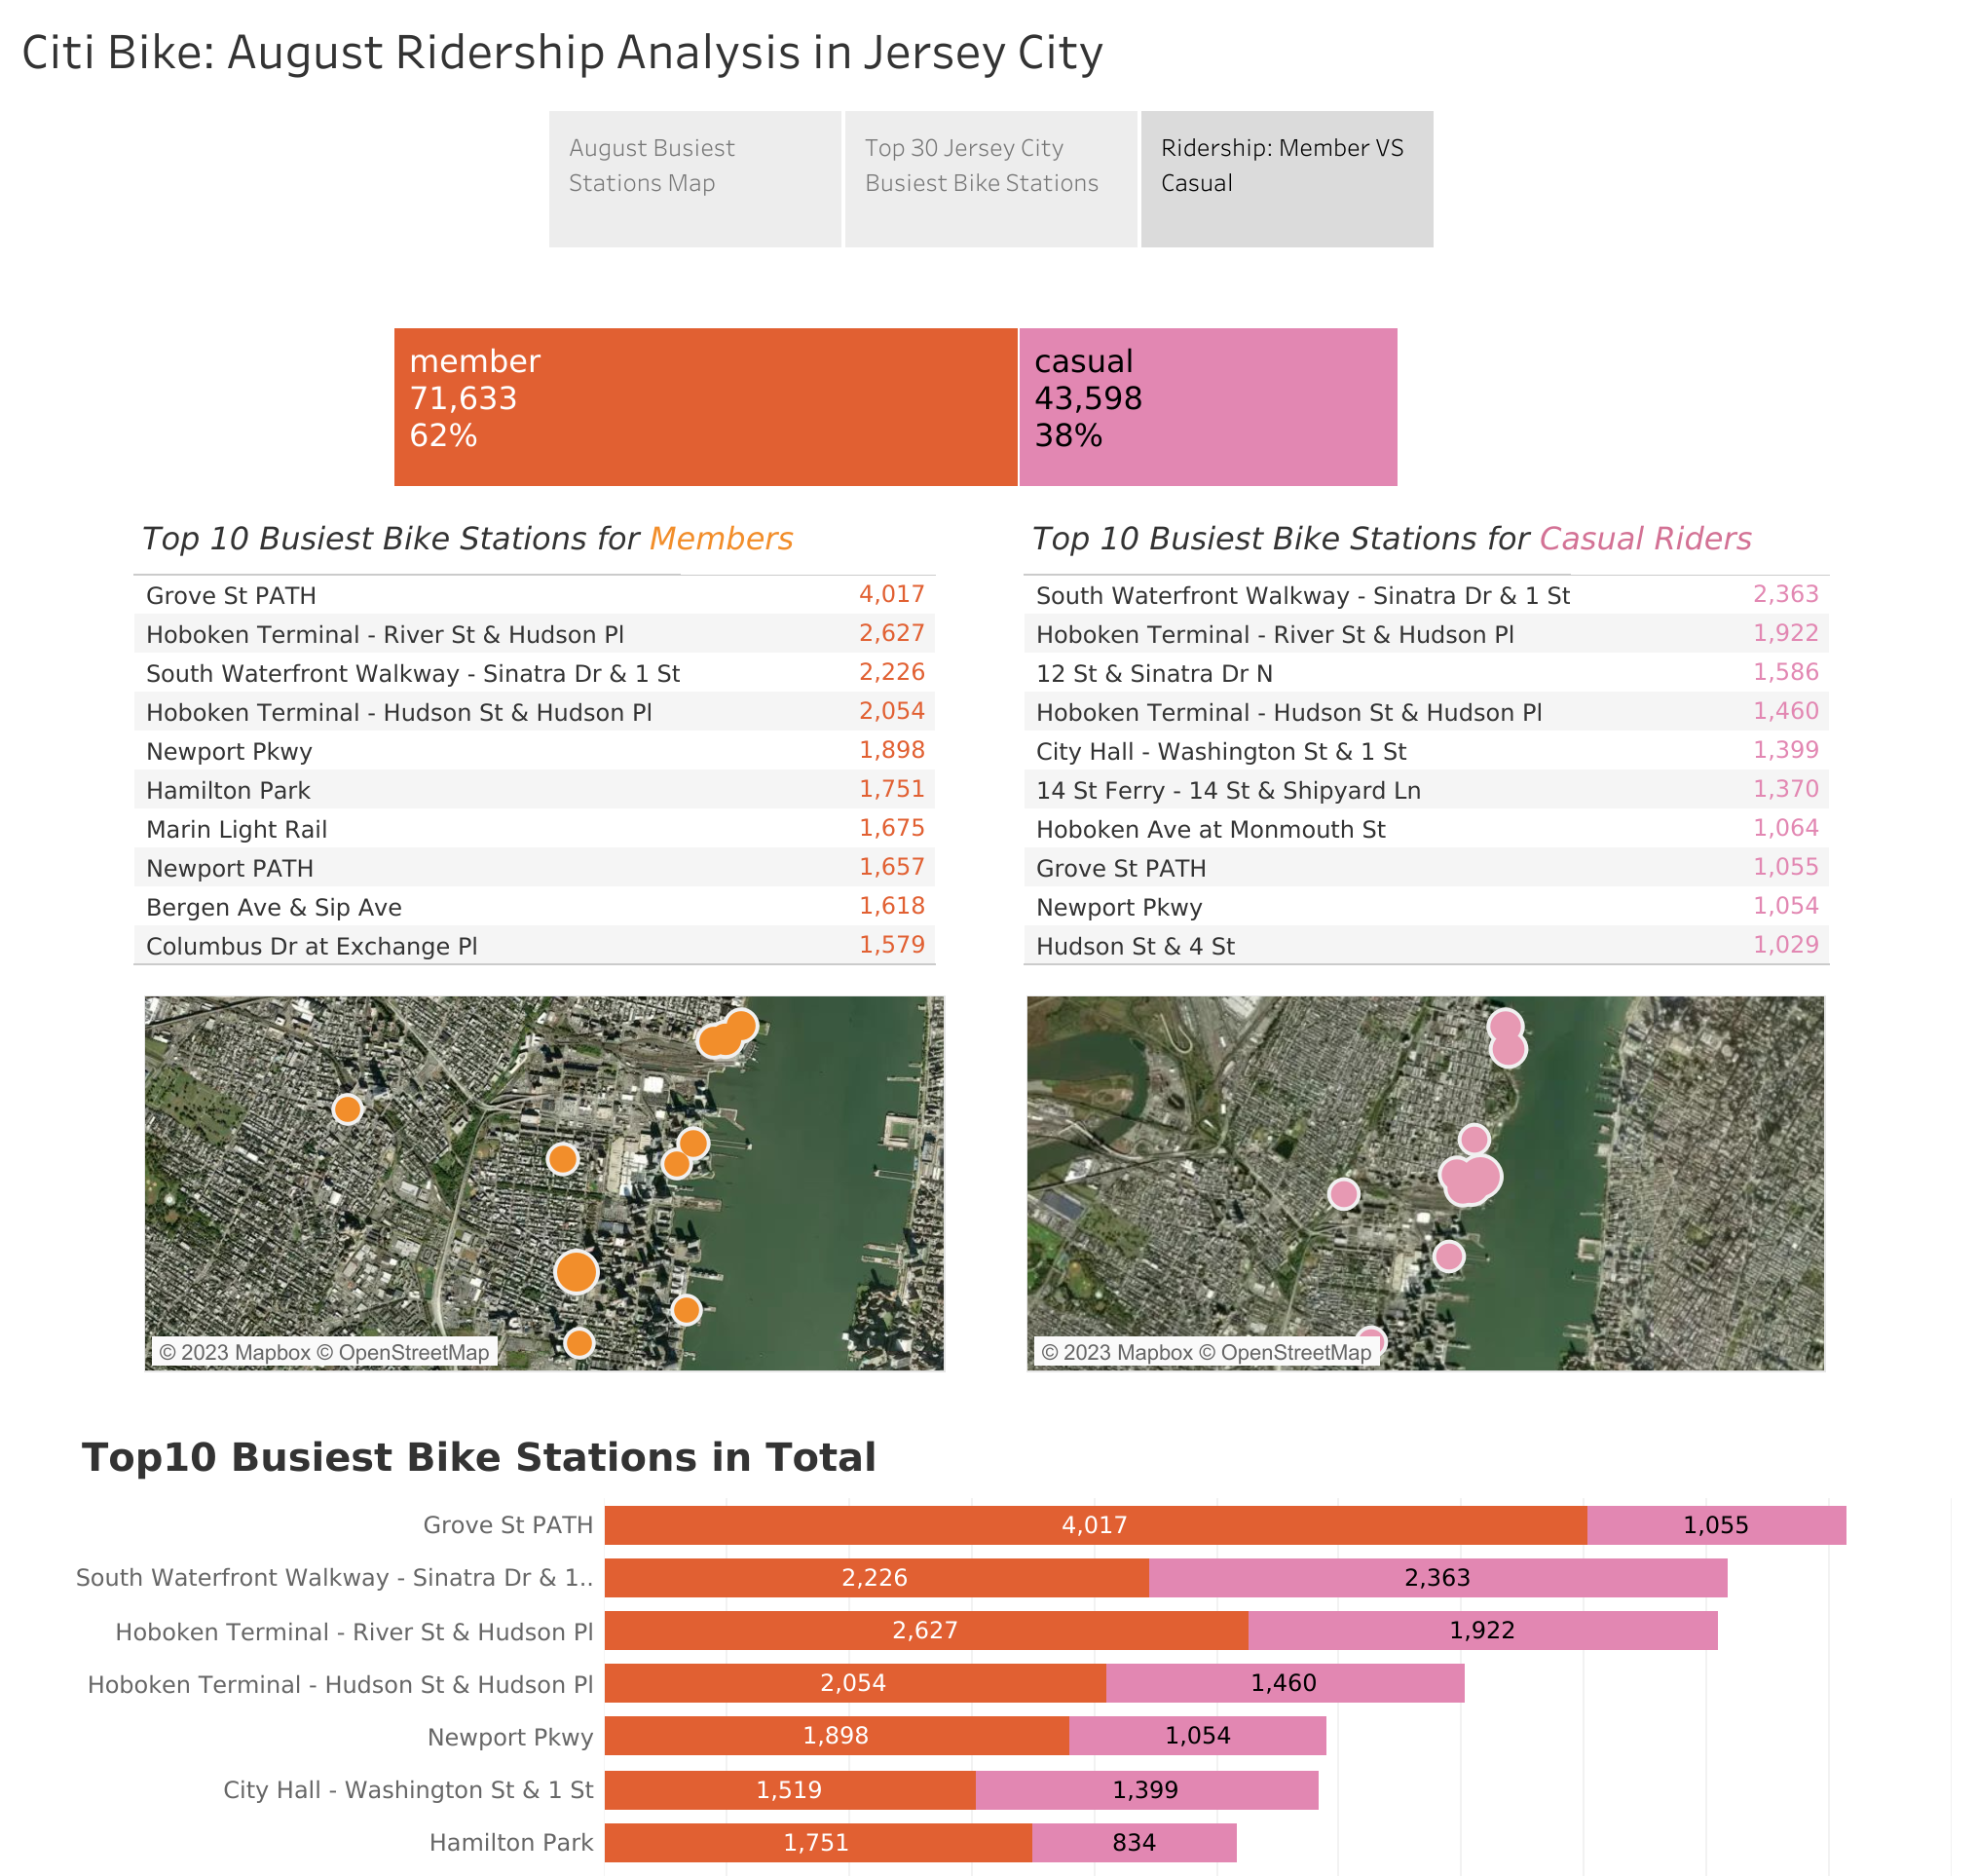 Citi Bike: August Ridership Analysis in Jersey City
August Busiest
Stations Map
Top 30 Jersey City
Busiest Bike Stations
Ridership: Member VS
Casual
member
71,633
62%
casual
43,598
38%
Top 10 Busiest Bike Stations for Members
Grove St PATH 4,017
Hoboken Terminal - River St & Hudson Pl 2,627
South Waterfront Walkway - Sinatra Dr & 1 St 2,226
Hoboken Terminal - Hudson St & Hudson Pl 2,054
Newport Pkwy 1,898
Hamilton Park 1,751
Marin Light Rail 1,675
Newport PATH 1,657
Bergen Ave & Sip Ave 1,618
Columbus Dr at Exchange Pl 1,579
Top 10 Busiest Bike Stations for Casual Riders
South Waterfront Walkway - Sinatra Dr & 1 St 2,363
Hoboken Terminal - River St & Hudson Pl 1,922
12 St & Sinatra Dr N 1,586
Hoboken Terminal - Hudson St & Hudson Pl 1,460
City Hall - Washington St & 1 St 1,399
14 St Ferry - 14 St & Shipyard Ln 1,370
Hoboken Ave at Monmouth St 1,064
Grove St PATH 1,055
Newport Pkwy 1,054
Hudson St & 4 St 1,029
© 2023 Mapbox © OpenStreetMap
© 2023 Mapbox © OpenStreetMap
Top10 Busiest Bike Stations in Total
Grove St PATH 4,017 1,055
South Waterfront Walkway - Sinatra Dr & 1.. 2,226 2,363
Hoboken Terminal - River St & Hudson Pl 2,627 1,922
Hoboken Terminal - Hudson St & Hudson Pl 2,054 1,460
Newport Pkwy 1,898 1,054
City Hall - Washington St & 1 St 1,519 1,399
Hamilton Park 1,751 834